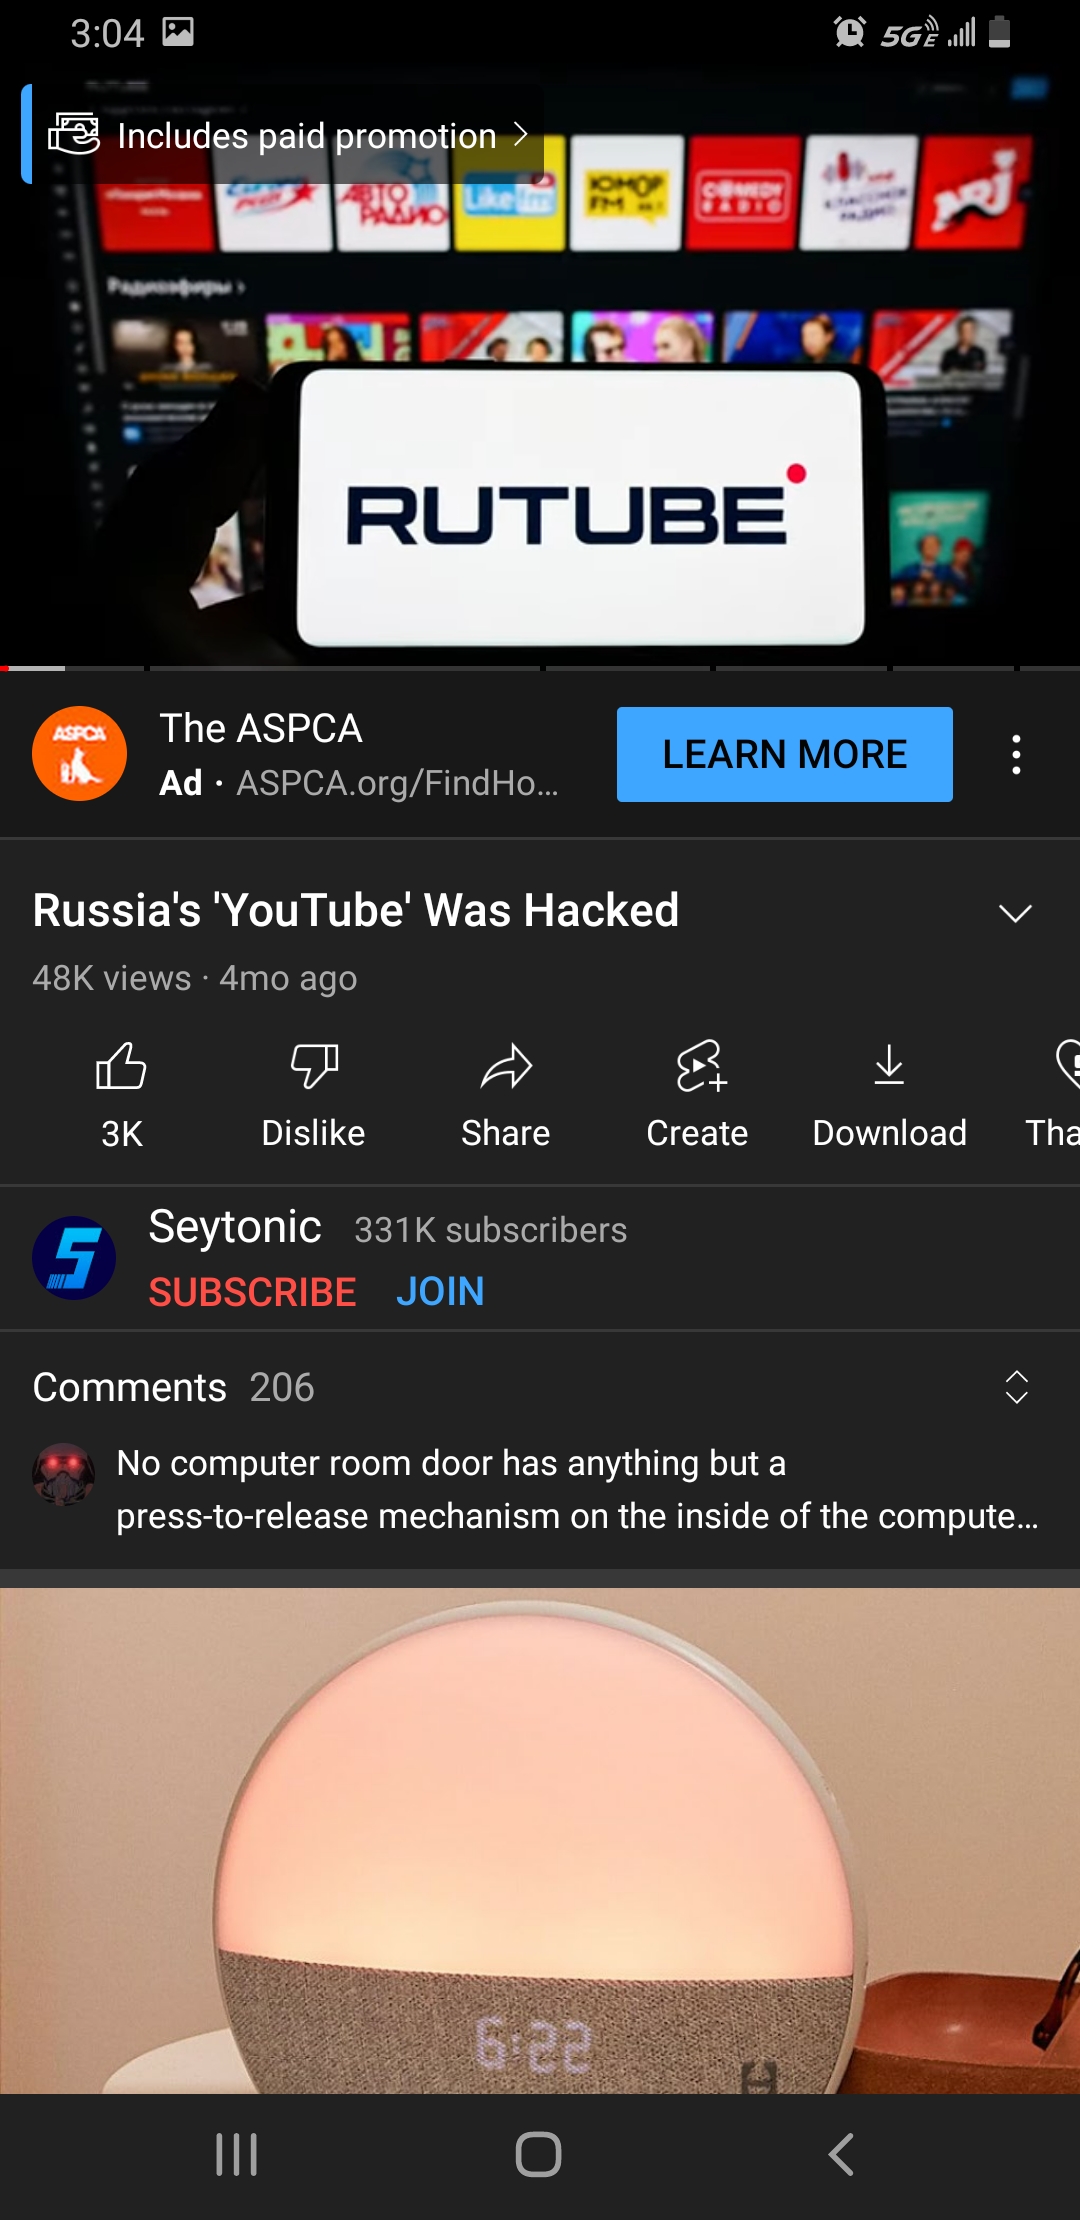 3:04
5GE
Includes paid promotion
АВТО
РАДИО
Like fm
ЮМОР
FM
COMEDY
RADIO
NRJ
Радиоэфиры
RUTUBE
ASPCA
The ASPCA
Ad · ASPCA.org/FindHo...
LEARN MORE
Russia's 'YouTube' Was Hacked
48K views · 4mo ago
3K
Dislike
Share
Create
Download
Tha
Seytonic 331K subscribers
SUBSCRIBE JOIN
Comments 206
No computer room door has anything but a
press-to-release mechanism on the inside of the compute...
6:22